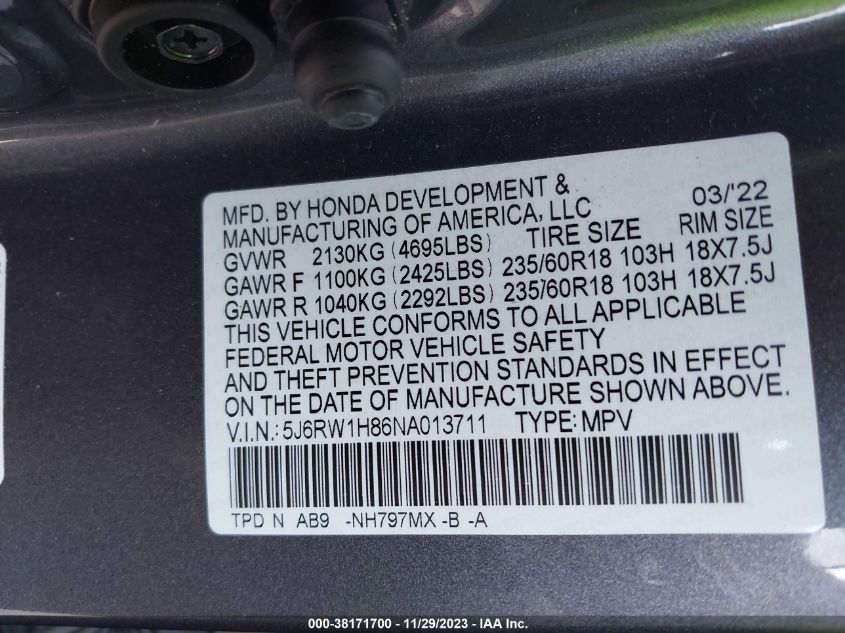 MFD. BY HONDA DEVELOPMENT & 03/'22
MANUFACTURING OF AMERICA, LLC
GVWR 2130KG (4695LBS) TIRE SIZE RIM SIZE
GAWR F 1100KG (2425LBS) 235/60R18 103H 18X7.5J
GAWR R 1040KG (2292LBS) 235/60R18 103H 18X7.5J
THIS VEHICLE CONFORMS TO ALL APPLICABLE
FEDERAL MOTOR VEHICLE SAFETY
AND THEFT PREVENTION STANDARDS IN EFFECT
ON THE DATE OF MANUFACTURE SHOWN ABOVE.
V.I.N.: 5J6RW1H86NA013711 TYPE: MPV
TPD N AB9 -NH797MX -B -A
000-38171700 - 11/29/2023 - IAA Inc.